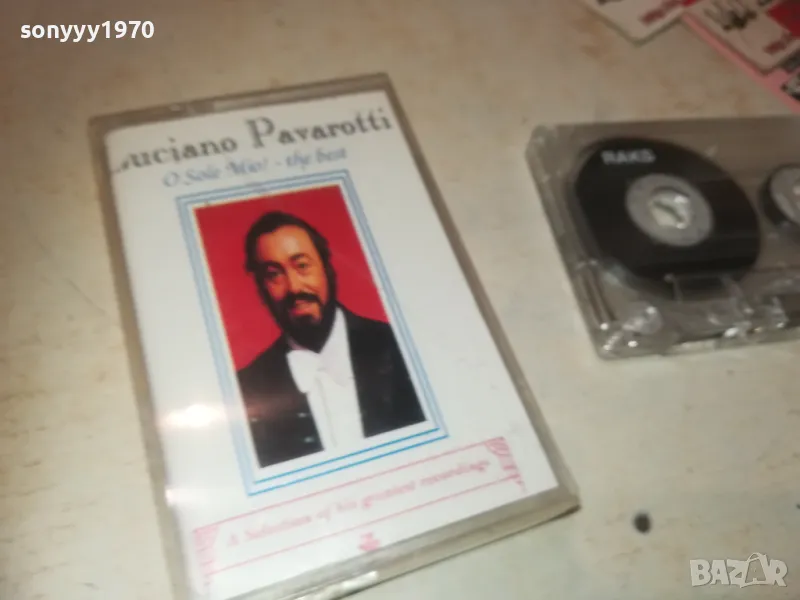 sonyyy1970
Luciano Pavarotti
O Sole Mio! - the best
A Selection of his greatest recordings
RAKS
BAZAR